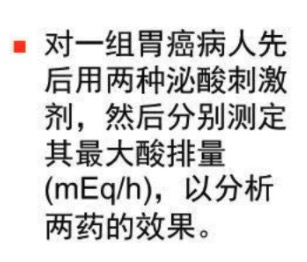 对一组胃癌病人先
后用两种泌酸刺激
剂，然后分别测定
其最大酸排量
(mEq/h)，以分析
两药的效果。